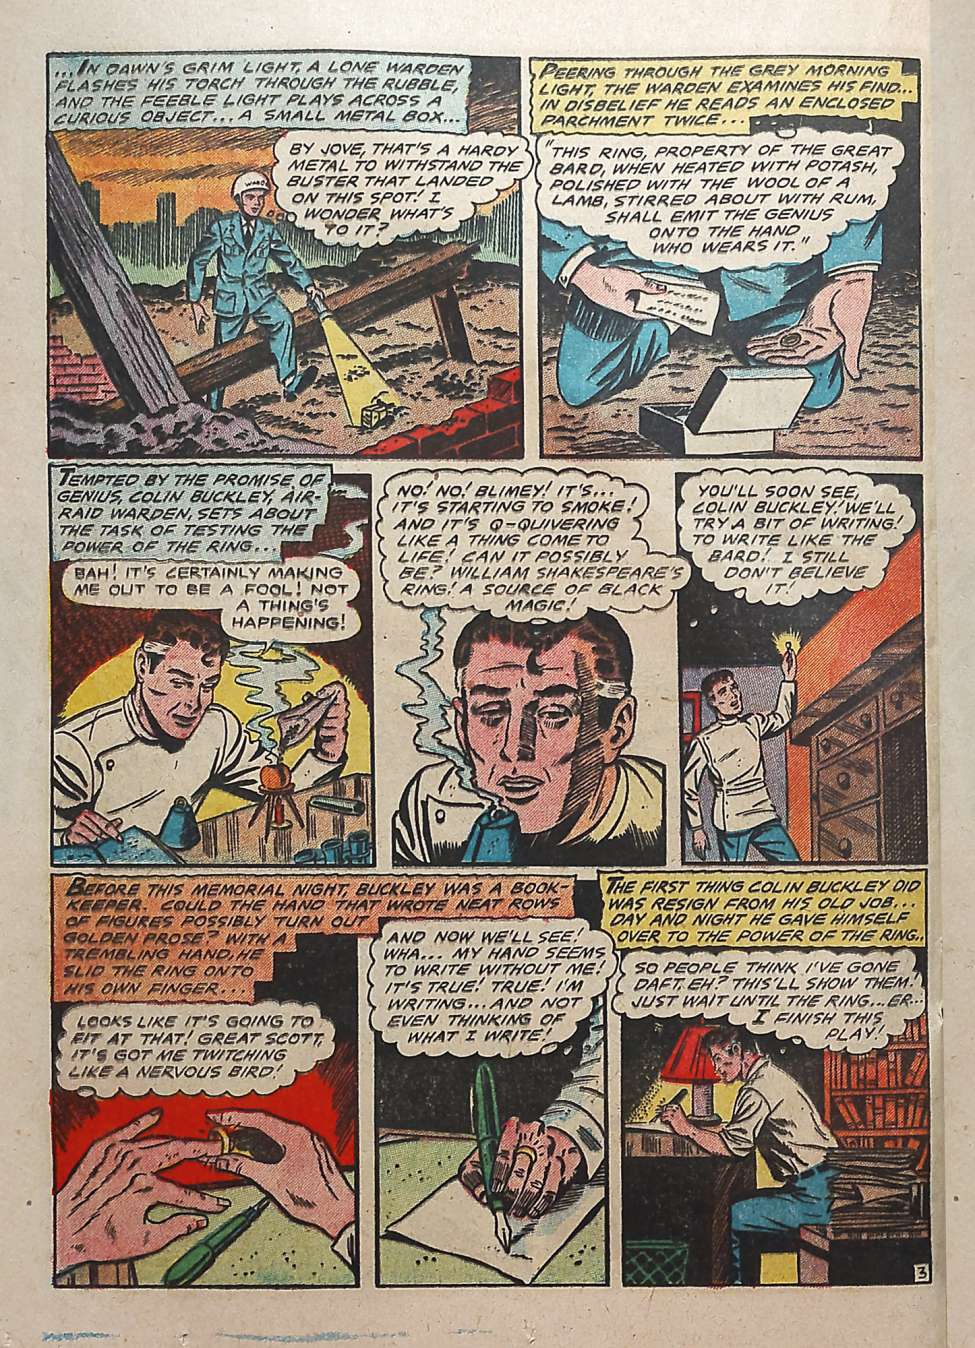 ...IN DAWN'S GRIM LIGHT, A LONE WARDEN
FLASHES HIS TORCH THROUGH THE RUBBLE,
AND THE FEEBLE LIGHT PLAYS ACROSS A
CURIOUS OBJECT... A SMALL METAL BOX...
BY JOVE, THAT'S A HARDY
METAL TO WITHSTAND THE
BUSTER THAT LANDED
ON THIS SPOT! I
WONDER WHAT'S
TO IT?
PEERING THROUGH THE GREY MORNING
LIGHT, THE WARDEN EXAMINES HIS FIND...
IN DISBELIEF HE READS AN ENCLOSED
PARCHMENT TWICE...
"THIS RING, PROPERTY OF THE GREAT
BARD, WHEN HEATED WITH POTASH,
POLISHED WITH THE WOOL OF A
LAMB, STIRRED ABOUT WITH RUM,
SHALL EMIT THE GENIUS
ONTO THE HAND
WHO WEARS IT."
TEMPTED BY THE PROMISE OF
GENIUS, COLIN BUCKLEY, AIR-
RAID WARDEN, SETS ABOUT
THE TASK OF TESTING THE
POWER OF THE RING...
BAH! IT'S CERTAINLY MAKING
ME OUT TO BE A FOOL! NOT
A THING'S
HAPPENING!
NO! NO! BLIMEY! IT'S...
IT'S STARTING TO SMOKE!
AND IT'S Q-QUIVERING
LIKE A THING COME TO
LIFE! CAN IT POSSIBLY
BE? WILLIAM SHAKESPEARE'S
RING! A SOURCE OF BLACK
MAGIC!
YOU'LL SOON SEE,
COLIN BUCKLEY! WE'LL
TRY A BIT OF WRITING!
TO WRITE LIKE THE
BARD! I STILL
DON'T BELIEVE
IT!
BEFORE THIS MEMORIAL NIGHT, BUCKLEY WAS A BOOK-
KEEPER. COULD THE HAND THAT WROTE NEAT ROWS
OF FIGURES POSSIBLY TURN OUT
GOLDEN PROSE? WITH A
TREMBLING HAND, HE
SLID THE RING ONTO
HIS OWN FINGER...
LOOKS LIKE IT'S GOING TO
FIT AT THAT! GREAT SCOTT,
IT'S GOT ME TWITCHING
LIKE A NERVOUS BIRD!
AND NOW WE'LL SEE!
WHA... MY HAND SEEMS
TO WRITE WITHOUT ME!
IT'S TRUE! TRUE! I'M
WRITING... AND NOT
EVEN THINKING OF
WHAT I WRITE!
THE FIRST THING COLIN BUCKLEY DID
WAS RESIGN FROM HIS OLD JOB...
DAY AND NIGHT HE GAVE HIMSELF
OVER TO THE POWER OF THE RING..
SO PEOPLE THINK I'VE GONE
DAFT, EH? THIS'LL SHOW THEM!
JUST WAIT UNTIL THE RING...ER...
I FINISH THIS
PLAY!
3